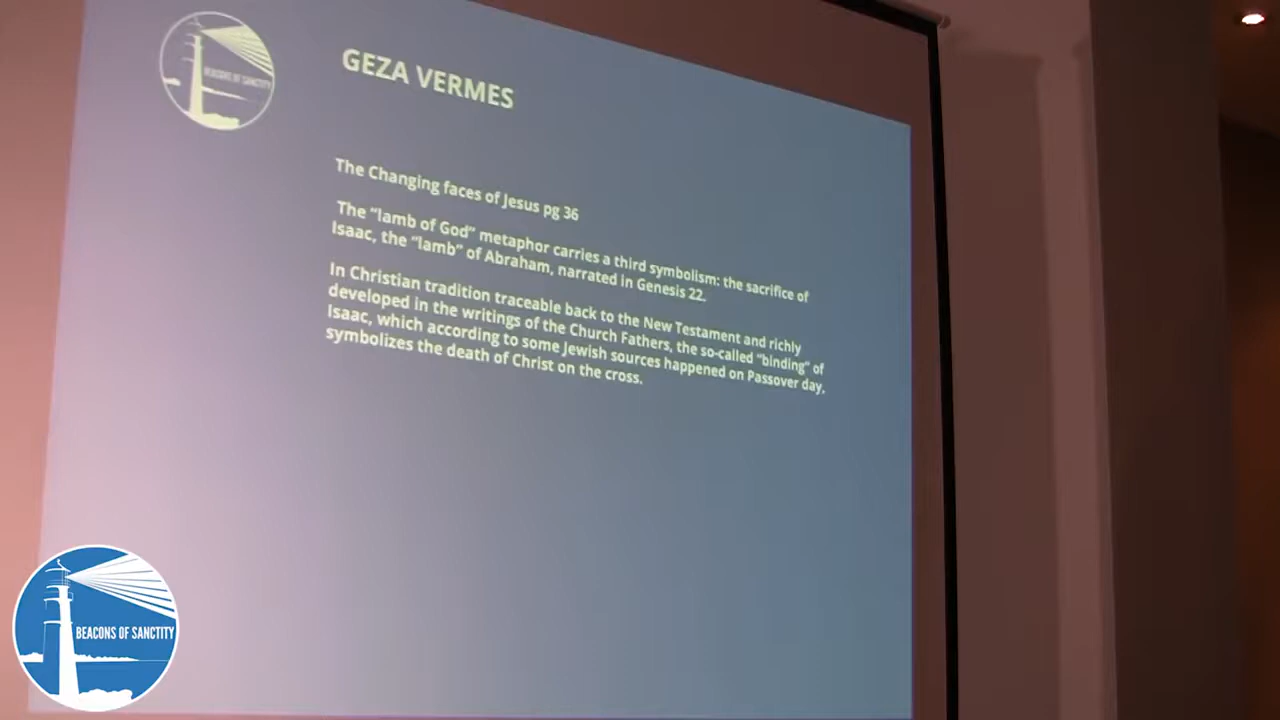 BEACONS OF SANCTITY
GEZA VERMES
The Changing faces of Jesus pg 36
The “lamb of God” metaphor carries a third symbolism: the sacrifice of
Isaac, the “lamb” of Abraham, narrated in Genesis 22.
In Christian tradition traceable back to the New Testament and richly
developed in the writings of the Church Fathers, the so-called “binding” of
Isaac, which according to some Jewish sources happened on Passover day,
symbolizes the death of Christ on the cross.
BEACONS OF SANCTITY